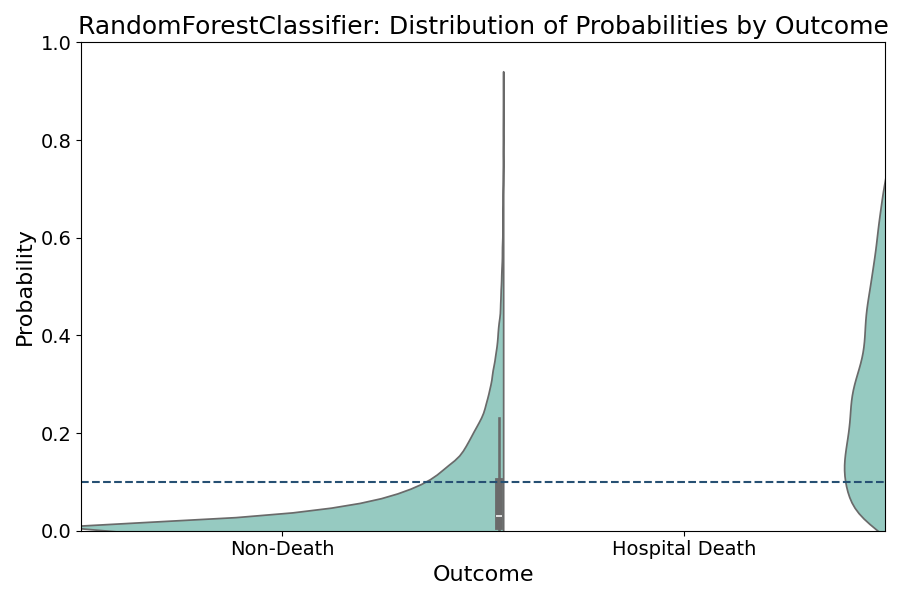 RandomForestClassifier: Distribution of Probabilities by Outcome
1.0
0.8
0.6
0.4
0.2
0.0
Probability
Non-Death
Hospital Death
Outcome